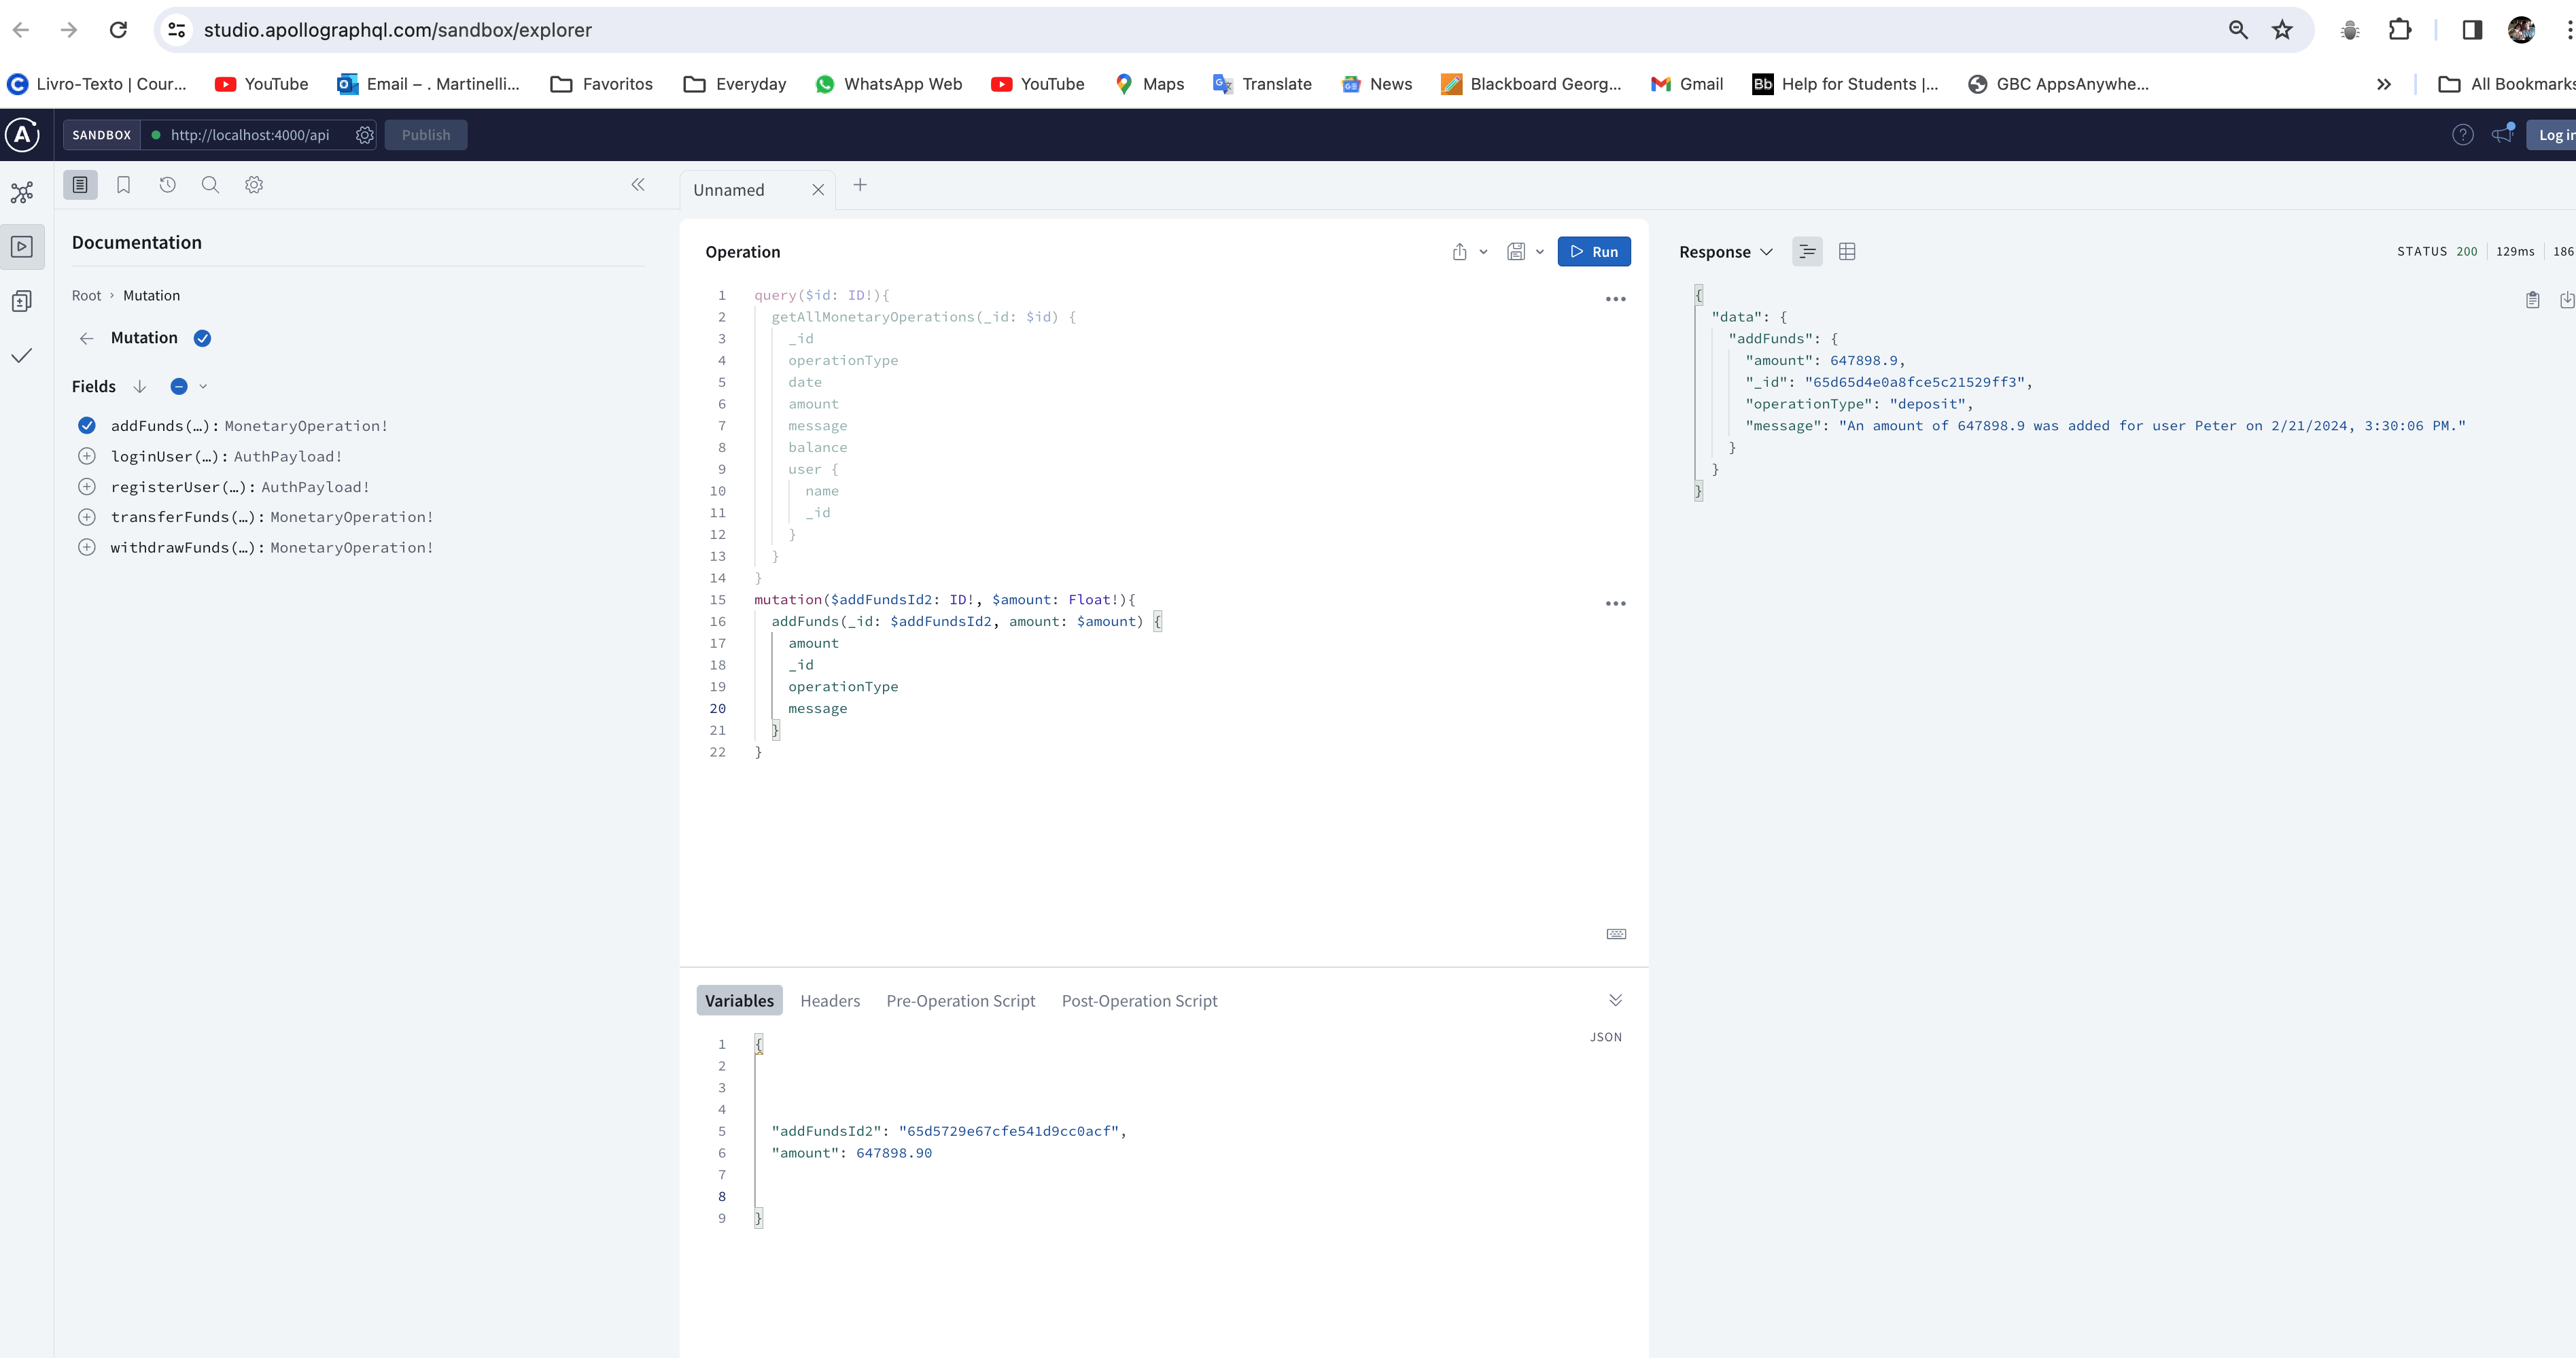 studio.apollographql.com/sandbox/explorer
Livro-Texto | Cour... YouTube Email – . Martinelli... Favoritos Everyday WhatsApp Web YouTube Maps Translate News Blackboard Georg... Gmail Bb Help for Students |... GBC AppsAnywhe... » All Bookmarks
SANDBOX http://localhost:4000/api Publish Log in
Unnamed
Documentation
Root › Mutation
Mutation
Fields
addFunds(…): MonetaryOperation!
loginUser(…): AuthPayload!
registerUser(…): AuthPayload!
transferFunds(…): MonetaryOperation!
withdrawFunds(…): MonetaryOperation!
Operation Run
1 query($id: ID!){
2 getAllMonetaryOperations(_id: $id) {
3 _id
4 operationType
5 date
6 amount
7 message
8 balance
9 user {
10 name
11 _id
12 }
13 }
14 }
15 mutation($addFundsId2: ID!, $amount: Float!){
16 addFunds(_id: $addFundsId2, amount: $amount) {
17 amount
18 _id
19 operationType
20 message
21 }
22 }
Variables Headers Pre-Operation Script Post-Operation Script
JSON
1 {
2
3
4
5 "addFundsId2": "65d5729e67cfe541d9cc0acf",
6 "amount": 647898.90
7
8
9 }
Response STATUS 200 129ms 186
{
"data": {
"addFunds": {
"amount": 647898.9,
"_id": "65d65d4e0a8fce5c21529ff3",
"operationType": "deposit",
"message": "An amount of 647898.9 was added for user Peter on 2/21/2024, 3:30:06 PM."
}
}
}